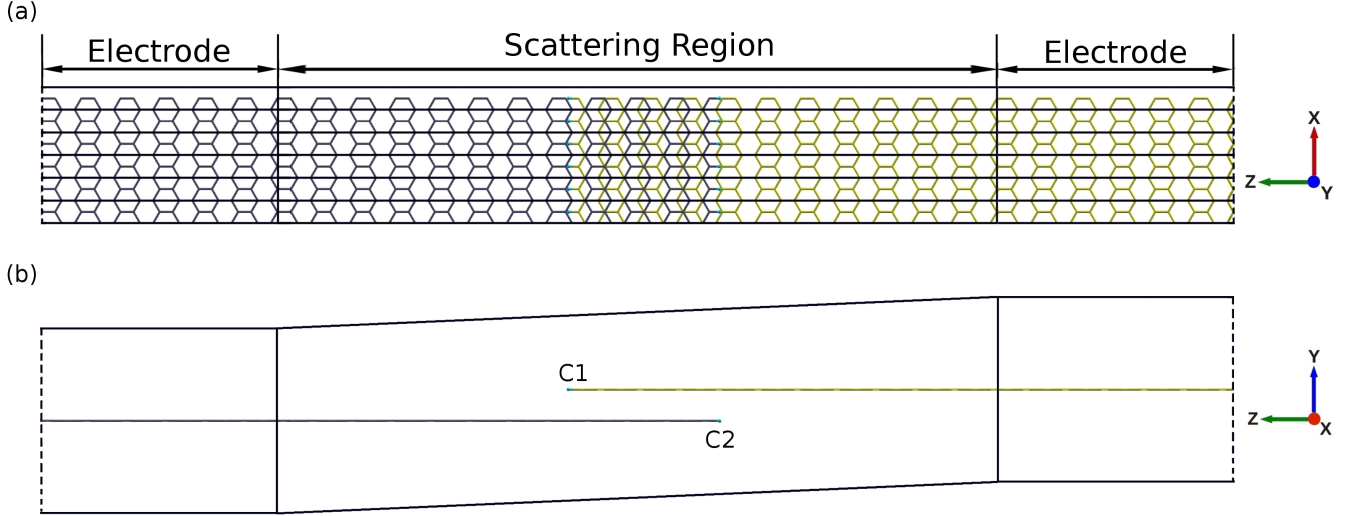 (a)
Electrode
Scattering Region
Electrode
X
Z
Y
(b)
C1
C2
Y
Z
X